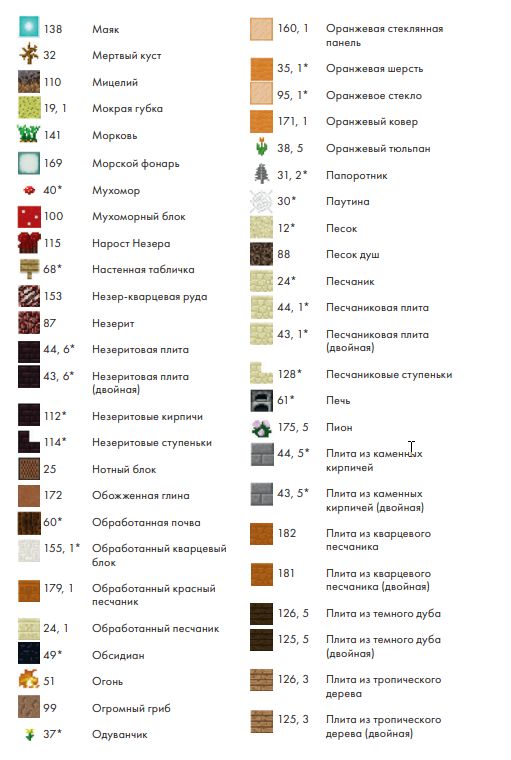 138 Маяк
32 Мертвый куст
110 Мицелий
19, 1 Мокрая губка
141 Морковь
169 Морской фонарь
40* Мухомор
100 Мухоморный блок
115 Нарост Незера
68* Настенная табличка
153 Незер-кварцевая руда
87 Незерит
44, 6* Незеритовая плита
43, 6* Незеритовая плита
(двойная)
112* Незеритовые кирпичи
114* Незеритовые ступеньки
25 Нотный блок
172 Обожженная глина
60* Обработанная почва
155, 1* Обработанный кварцевый
блок
179, 1 Обработанный красный
песчаник
24, 1 Обработанный песчаник
49* Обсидиан
51 Огонь
99 Огромный гриб
37* Одуванчик
160, 1 Оранжевая стеклянная
панель
35, 1* Оранжевая шерсть
95, 1* Оранжевое стекло
171, 1 Оранжевый ковер
38, 5 Оранжевый тюльпан
31, 2* Папоротник
30* Паутина
12* Песок
88 Песок душ
24* Песчаник
44, 1* Песчаниковая плита
43, 1* Песчаниковая плита
(двойная)
128* Песчаниковые ступеньки
61* Печь
175, 5 Пион
44, 5* Плита из каменных
кирпичей
43, 5* Плита из каменных
кирпичей (двойная)
182 Плита из кварцевого
песчаника
181 Плита из кварцевого
песчаника (двойная)
126, 5 Плита из темного дуба
125, 5 Плита из темного дуба
(двойная)
126, 3 Плита из тропического
дерева
125, 3 Плита из тропического
дерева (двойная)